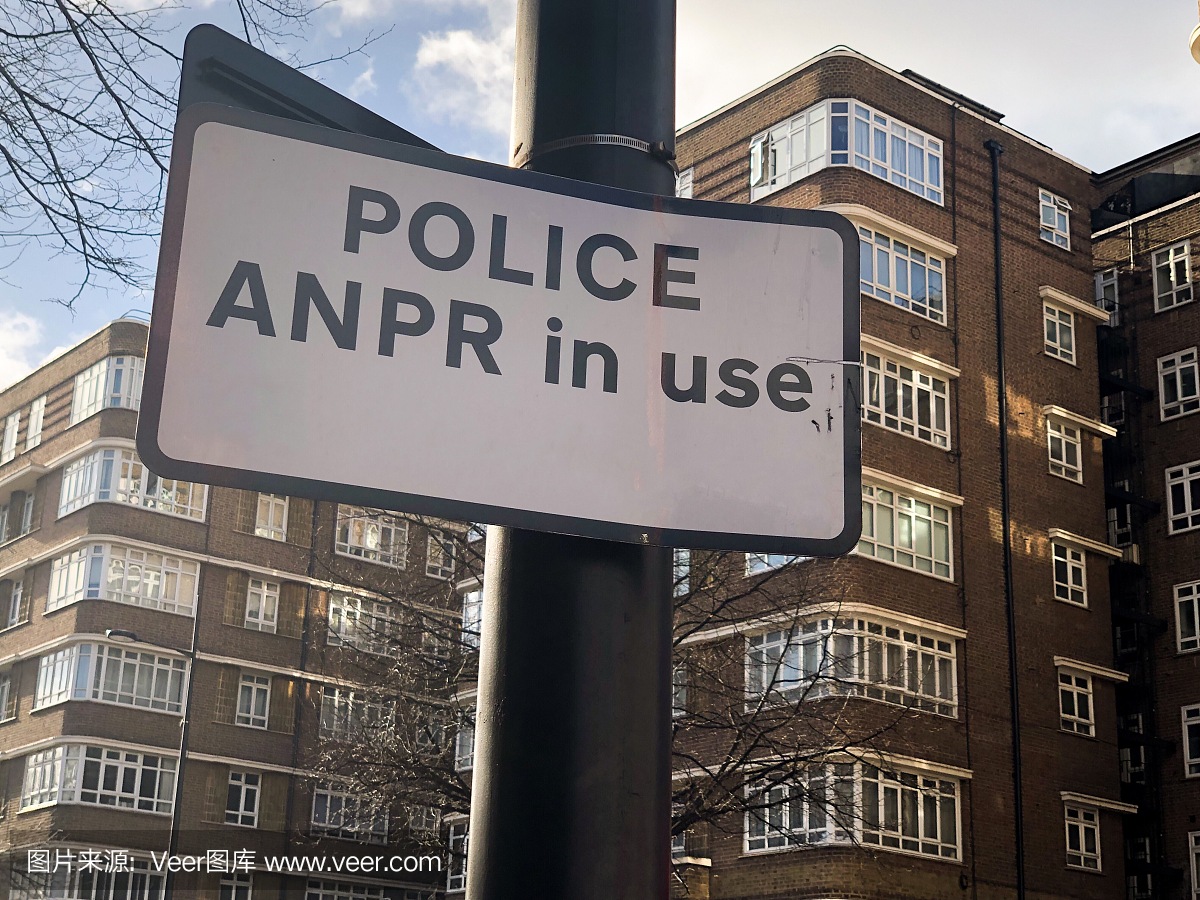 POLICE
ANPR in use
图片来源: Veer图库 www.veer.com